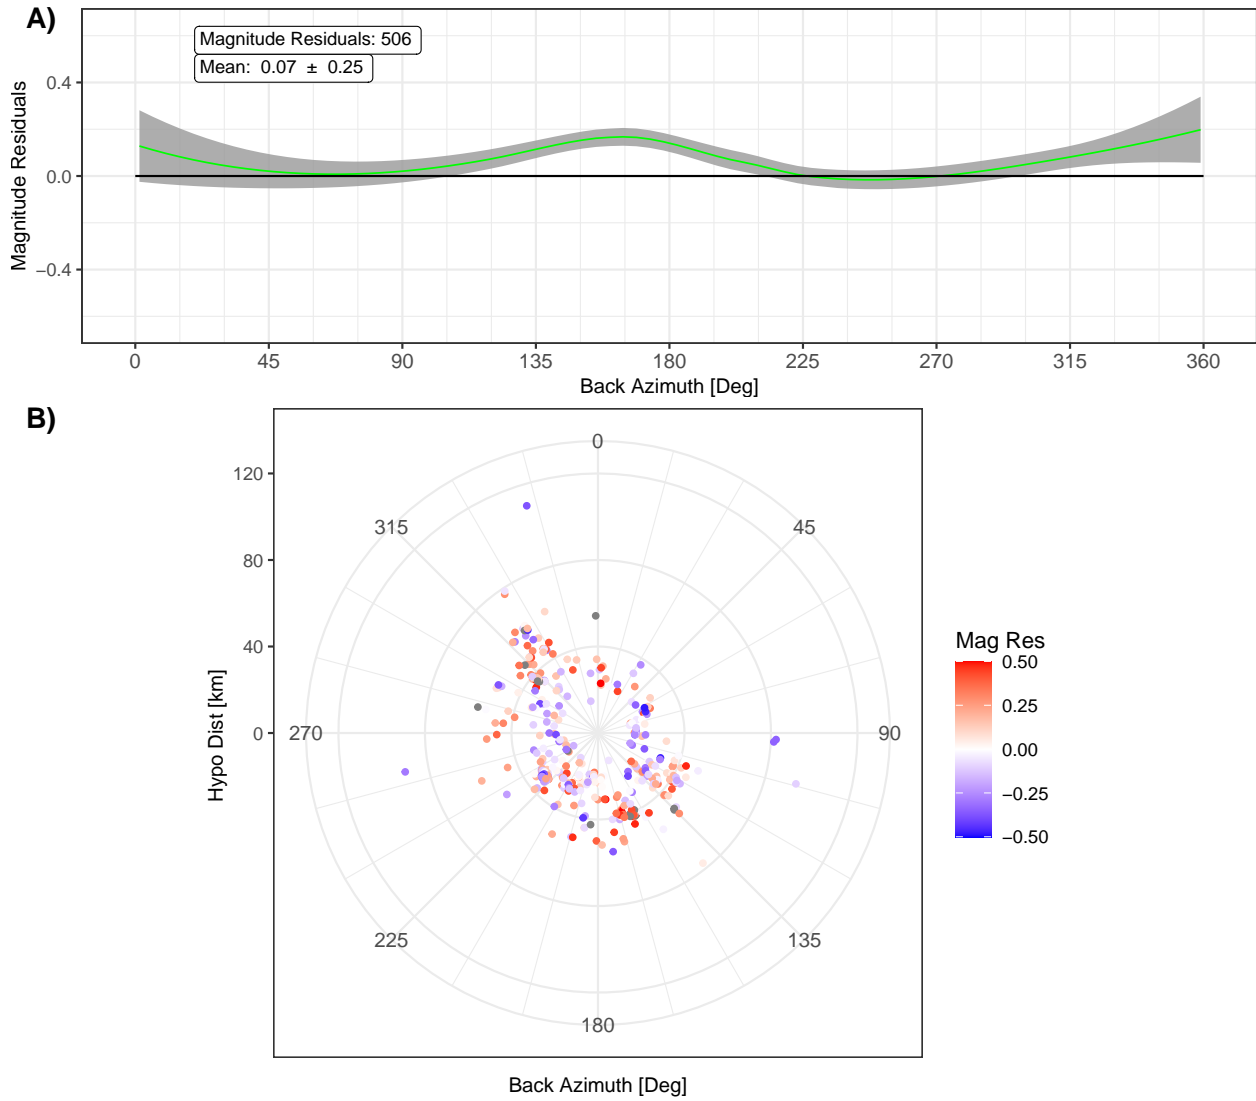 A)
Magnitude Residuals: 506
Mean:  0.07  ±  0.25
0.4
0.0
−0.4
Magnitude Residuals
0 45 90 135 180 225 270 315 360
Back Azimuth [Deg]
B)
0
45
90
135
180
225
270
315
120
80
40
0
Hypo Dist [km]
Back Azimuth [Deg]
Mag Res
0.50
0.25
0.00
−0.25
−0.50